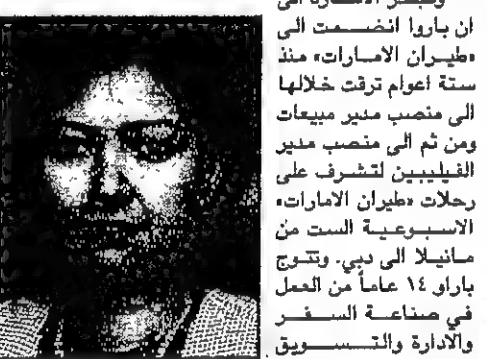 ان باروا انضمت الى
«طيران الامارات» منذ
ستة اعوام ترقت خلالها
الى منصب مدير مبيعات
ومن ثم الى منصب مدير
الفيليبين لتشرف على
رحلات «طيران الامارات»
الاسبوعية الست من
مانيلا الى دبي. وتتوج
باراو ١٤ عاماً من العمل
في صناعة السفر
والادارة والتسويق